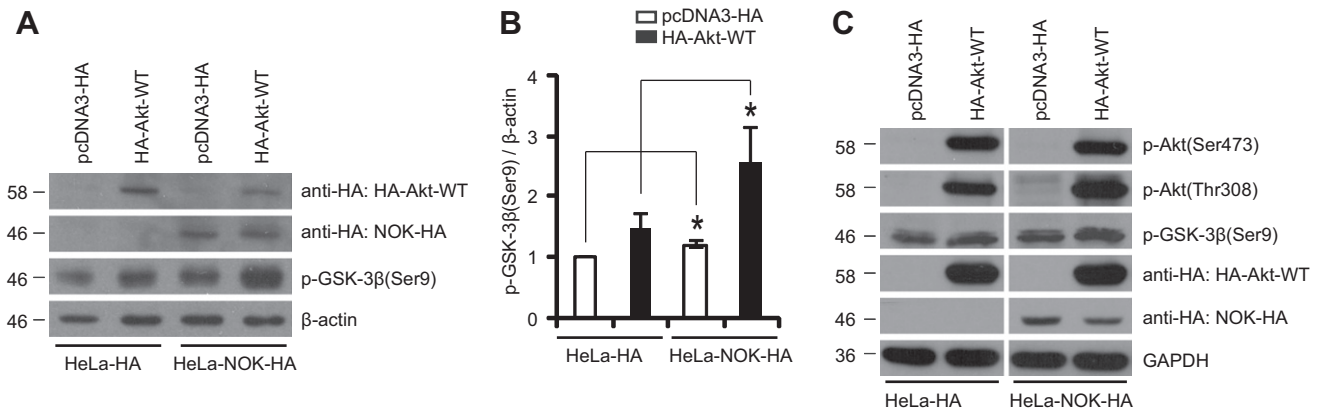 A
pcDNA3-HA
HA-Akt-WT
pcDNA3-HA
HA-Akt-WT
58
anti-HA: HA-Akt-WT
46
anti-HA: NOK-HA
46
p-GSK-3β(Ser9)
46
β-actin
HeLa-HA
HeLa-NOK-HA
B
pcDNA3-HA
HA-Akt-WT
p-GSK-3β(Ser9) / β-actin
4
3
2
1
0
*
*
HeLa-HA
HeLa-NOK-HA
C
pcDNA3-HA
HA-Akt-WT
pcDNA3-HA
HA-Akt-WT
58
p-Akt(Ser473)
58
p-Akt(Thr308)
46
p-GSK-3β(Ser9)
58
anti-HA: HA-Akt-WT
46
anti-HA: NOK-HA
36
GAPDH
HeLa-HA
HeLa-NOK-HA